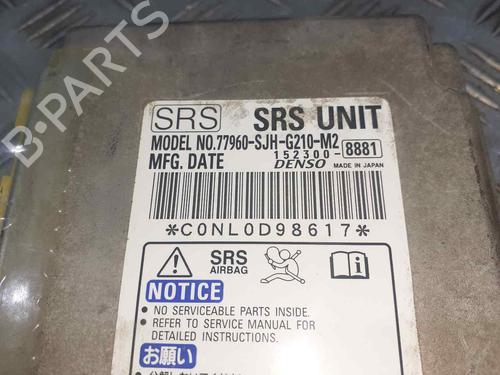 B-PARTS
SRS SRS UNIT
MODEL NO.77960-SJH-G210-M2
MFG. DATE 152300-8881
DENSO MADE IN JAPAN
*C0NL0D98617*
SRS
AIRBAG
NOTICE
• NO SERVICEABLE PARTS INSIDE.
• REFER TO SERVICE MANUAL FOR
DETAILED INSTRUCTIONS.
お願い